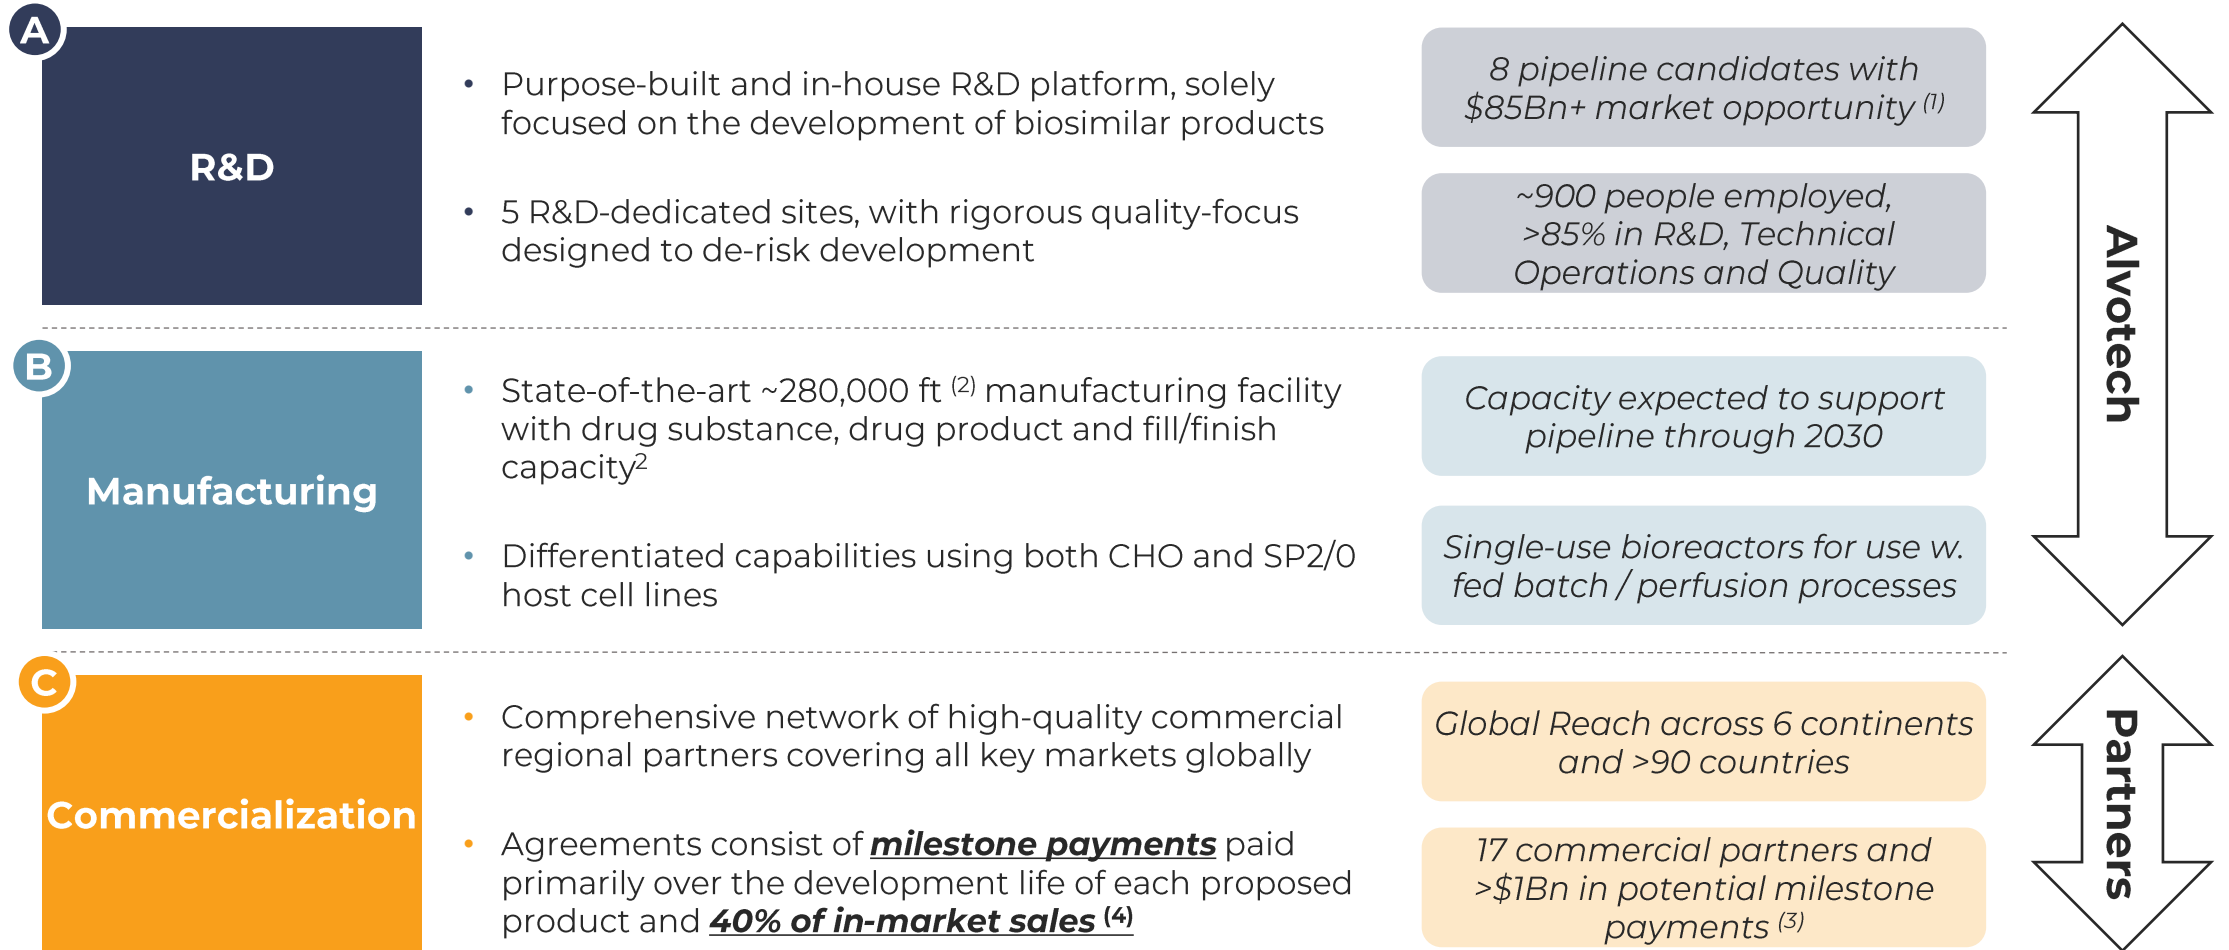 A
R&D
• Purpose-built and in-house R&D platform, solely
focused on the development of biosimilar products
• 5 R&D-dedicated sites, with rigorous quality-focus
designed to de-risk development
8 pipeline candidates with
$85Bn+ market opportunity (1)
~900 people employed,
>85% in R&D, Technical
Operations and Quality
B
Manufacturing
• State-of-the-art ~280,000 ft (2) manufacturing facility
with drug substance, drug product and fill/finish
capacity2
• Differentiated capabilities using both CHO and SP2/0
host cell lines
Capacity expected to support
pipeline through 2030
Single-use bioreactors for use w.
fed batch / perfusion processes
Alvotech
C
Commercialization
• Comprehensive network of high-quality commercial
regional partners covering all key markets globally
• Agreements consist of milestone payments paid
primarily over the development life of each proposed
product and 40% of in-market sales (4)
Global Reach across 6 continents
and >90 countries
17 commercial partners and
>$1Bn in potential milestone
payments (3)
Partners